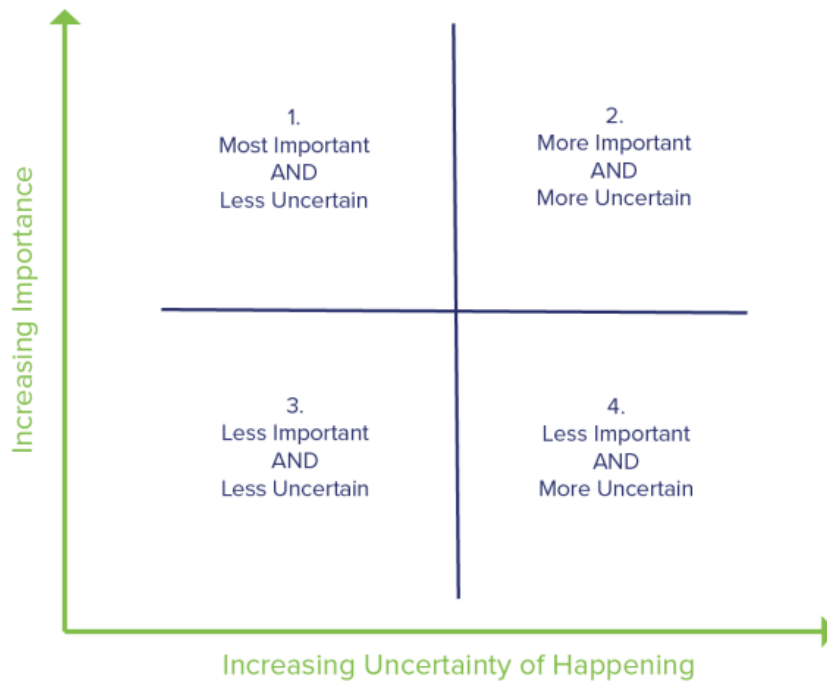 Increasing Importance
1.
Most Important
AND
Less Uncertain
2.
More Important
AND
More Uncertain
3.
Less Important
AND
Less Uncertain
4.
Less Important
AND
More Uncertain
Increasing Uncertainty of Happening